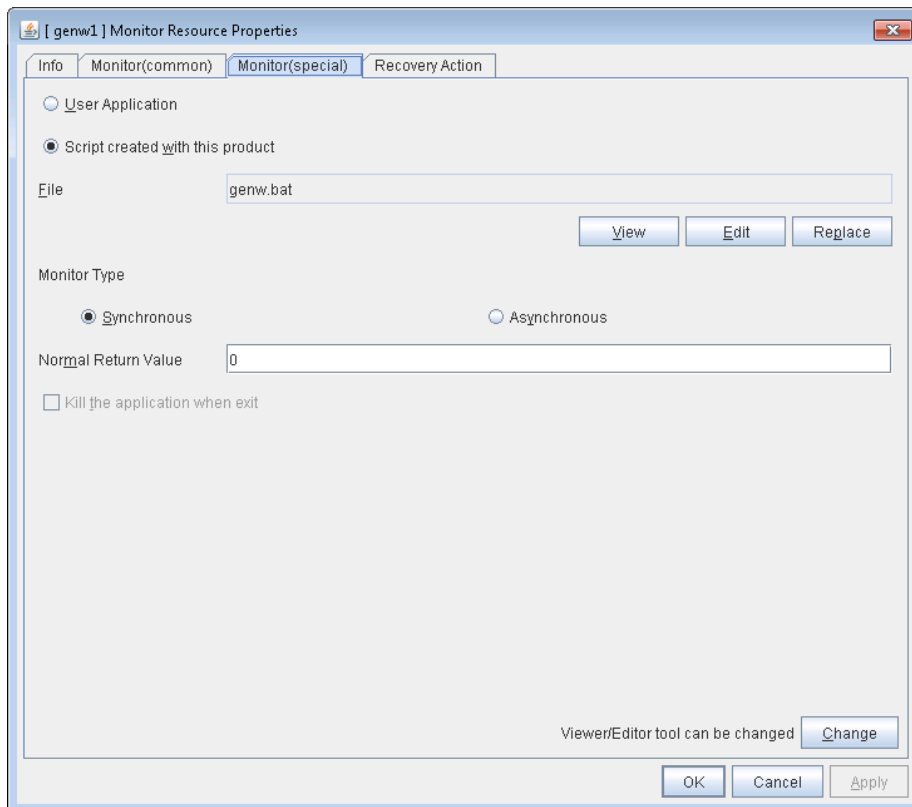 [ genw1 ] Monitor Resource Properties
Info Monitor(common) Monitor(special) Recovery Action
User Application
Script created with this product
File genw.bat
View Edit Replace
Monitor Type
Synchronous Asynchronous
Normal Return Value 0
Kill the application when exit
Viewer/Editor tool can be changed Change
OK Cancel Apply